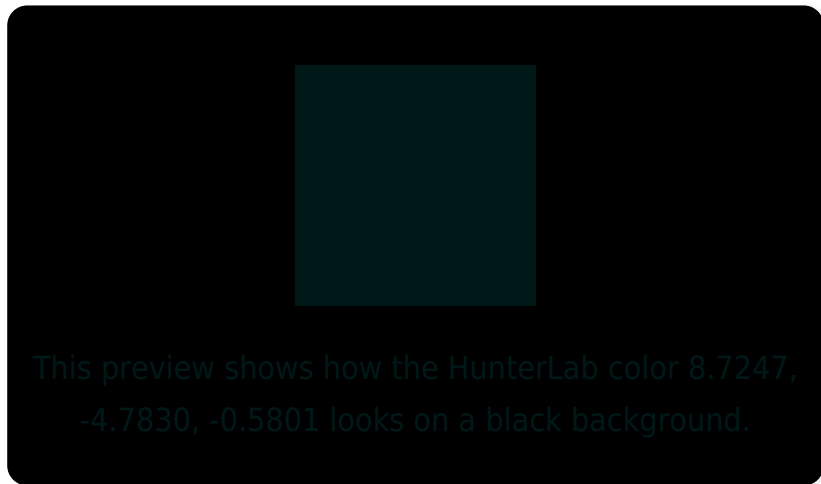 This preview shows how the HunterLab color 8.7247,
-4.7830, -0.5801 looks on a black background.